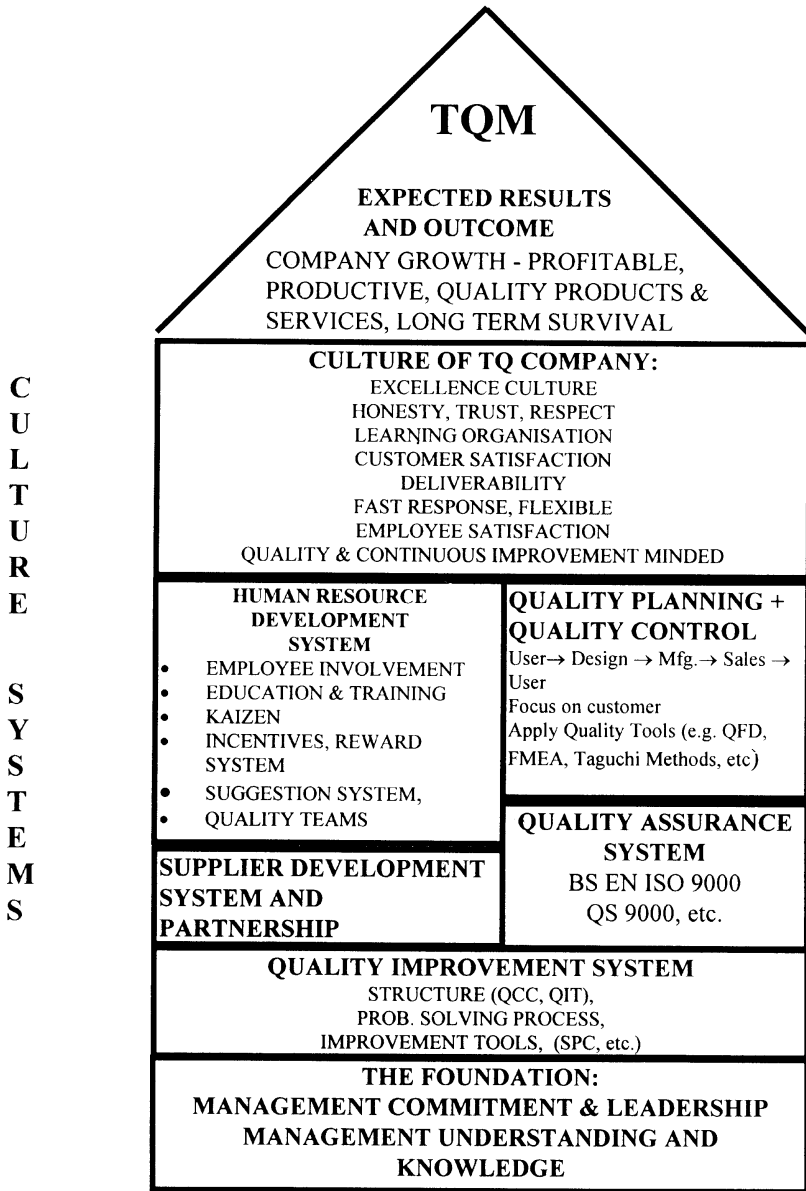 TQM
EXPECTED RESULTS
AND OUTCOME
COMPANY GROWTH - PROFITABLE,
PRODUCTIVE, QUALITY PRODUCTS &
SERVICES, LONG TERM SURVIVAL
CULTURE SYSTEMS
CULTURE OF TQ COMPANY:
EXCELLENCE CULTURE
HONESTY, TRUST, RESPECT
LEARNING ORGANISATION
CUSTOMER SATISFACTION
DELIVERABILITY
FAST RESPONSE, FLEXIBLE
EMPLOYEE SATISFACTION
QUALITY & CONTINUOUS IMPROVEMENT MINDED
HUMAN RESOURCE
DEVELOPMENT
SYSTEM
• EMPLOYEE INVOLVEMENT
• EDUCATION & TRAINING
• KAIZEN
• INCENTIVES, REWARD
SYSTEM
• SUGGESTION SYSTEM,
• QUALITY TEAMS
QUALITY PLANNING +
QUALITY CONTROL
User→ Design → Mfg.→ Sales →
User
Focus on customer
Apply Quality Tools (e.g. QFD,
FMEA, Taguchi Methods, etc)
SUPPLIER DEVELOPMENT
SYSTEM AND
PARTNERSHIP
QUALITY ASSURANCE
SYSTEM
BS EN ISO 9000
QS 9000, etc.
QUALITY IMPROVEMENT SYSTEM
STRUCTURE (QCC, QIT),
PROB. SOLVING PROCESS,
IMPROVEMENT TOOLS, (SPC, etc.)
THE FOUNDATION:
MANAGEMENT COMMITMENT & LEADERSHIP
MANAGEMENT UNDERSTANDING AND
KNOWLEDGE